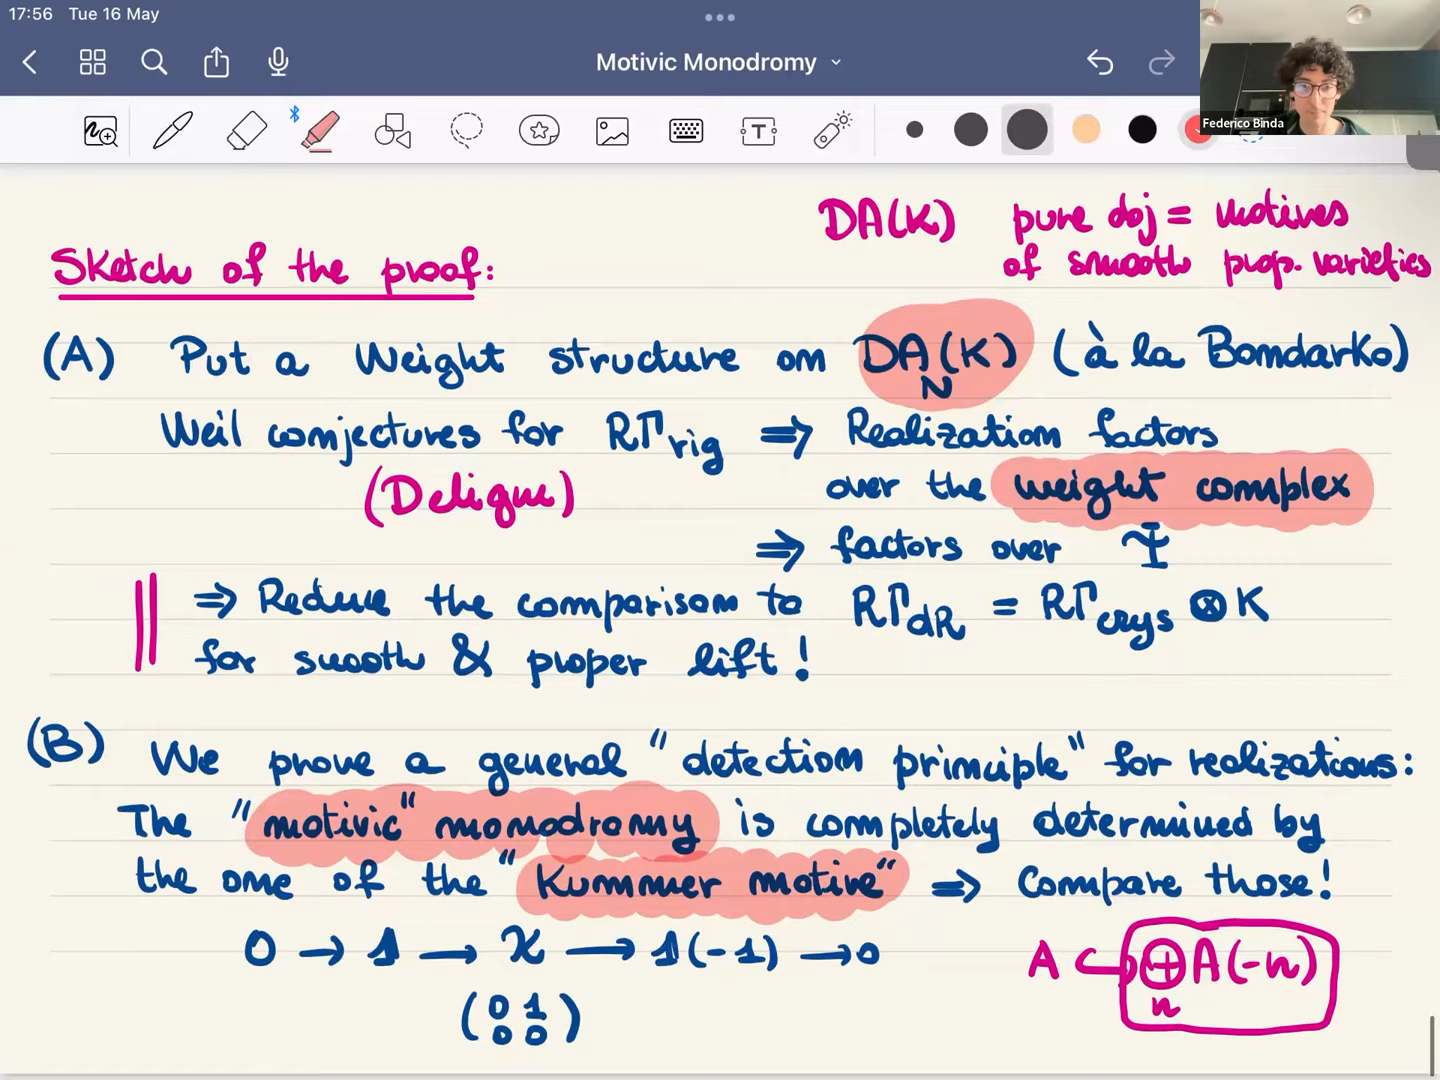 17:56 Tue 16 May
Motivic Monodromy
Federico Binda
DA(K) pure obj = motives
of smooth prop. varieties
Sketch of the proof:
(A) Put a Weight structure on DA_N(K) (à la Bondarko)
Weil conjectures for RΓ_rig ⇒ Realization factors
(Deligne)
over the weight complex
⇒ factors over Ψ̃
⇒ Reduce the comparison to RΓ_dR = RΓ_crys ⊗ K
for smooth & proper lift!
(B) We prove a general "detection principle" for realizations:
The "motivic" monodromy is completely determined by
the one of the "Kummer motive" ⇒ Compare those!
0 → 1 → K → 1(-1) → 0
A ↪ ⊕_n A(-n)
(0 1
0 0)